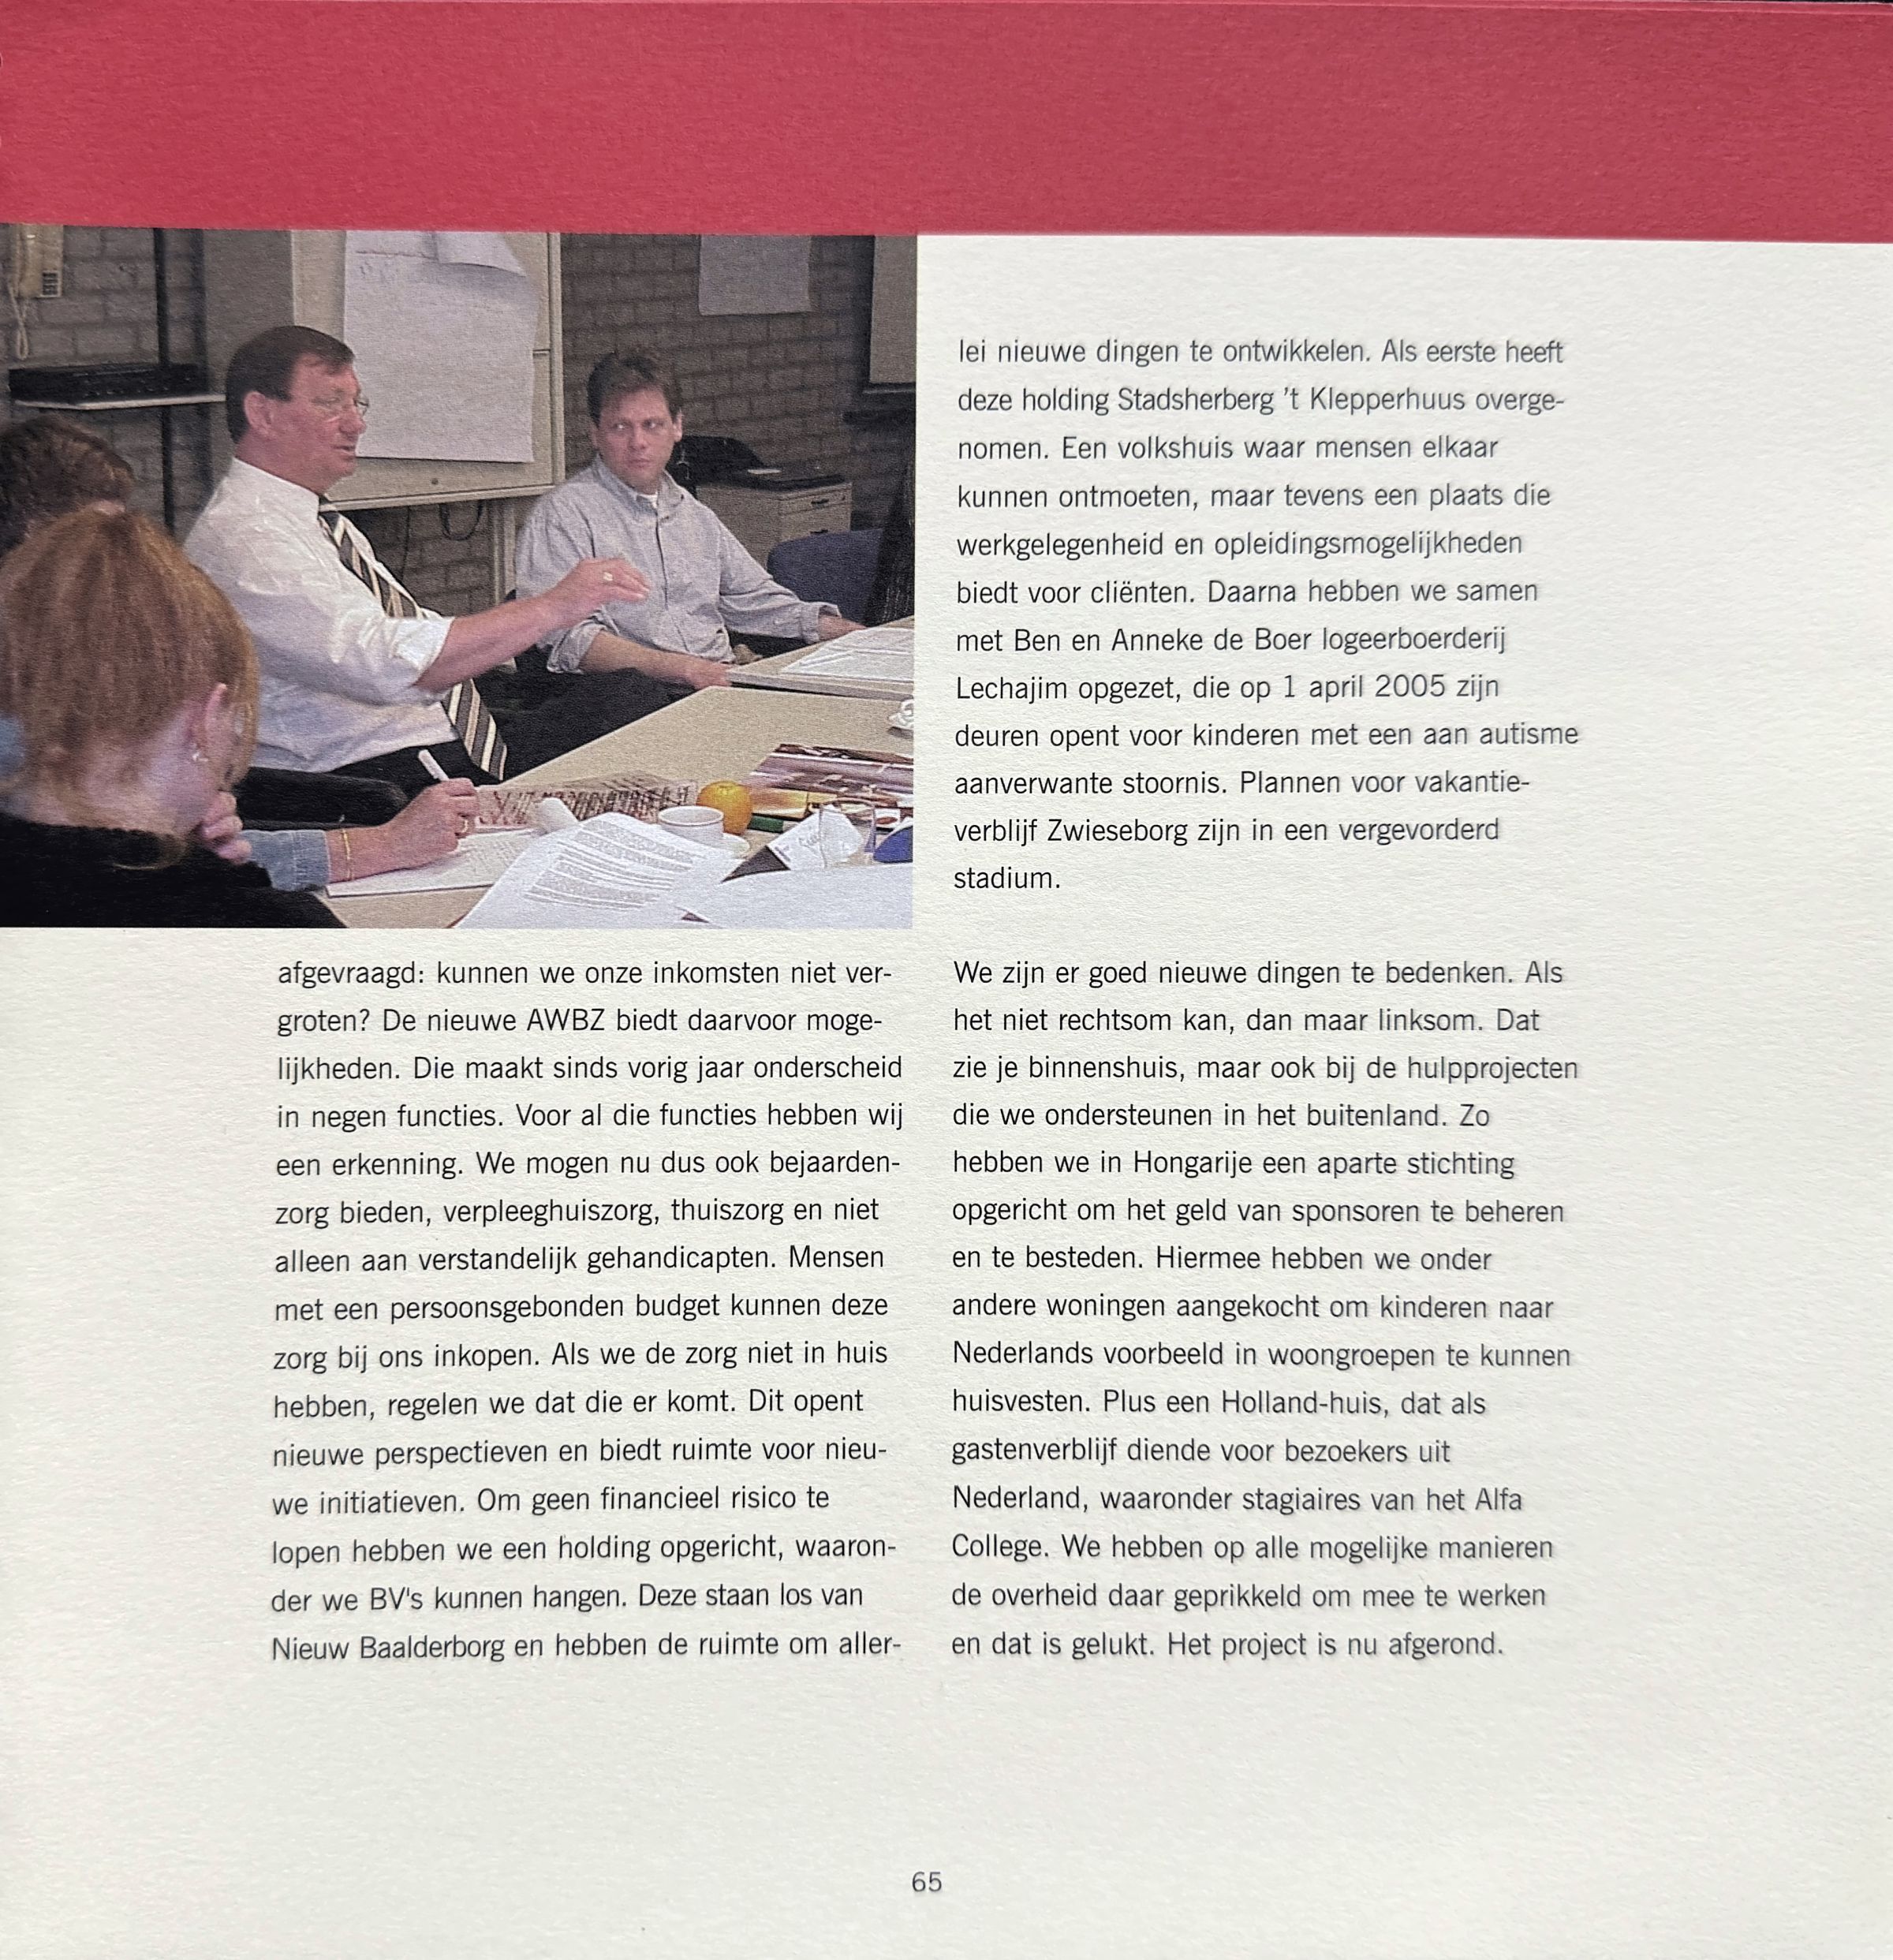 afgevraagd: kunnen we onze inkomsten niet ver-
groten? De nieuwe AWBZ biedt daarvoor moge-
lijkheden. Die maakt sinds vorig jaar onderscheid
in negen functies. Voor al die functies hebben wij
een erkenning. We mogen nu dus ook bejaarden-
zorg bieden, verpleeghuiszorg, thuiszorg en niet
alleen aan verstandelijk gehandicapten. Mensen
met een persoonsgebonden budget kunnen deze
zorg bij ons inkopen. Als we de zorg niet in huis
hebben, regelen we dat die er komt. Dit opent
nieuwe perspectieven en biedt ruimte voor nieu-
we initiatieven. Om geen financieel risico te
lopen hebben we een holding opgericht, waaron-
der we BV's kunnen hangen. Deze staan los van
Nieuw Baalderborg en hebben de ruimte om aller-
lei nieuwe dingen te ontwikkelen. Als eerste heeft
deze holding Stadsherberg 't Klepperhuus overge-
nomen. Een volkshuis waar mensen elkaar
kunnen ontmoeten, maar tevens een plaats die
werkgelegenheid en opleidingsmogelijkheden
biedt voor cliënten. Daarna hebben we samen
met Ben en Anneke de Boer logeerboerderij
Lechajim opgezet, die op 1 april 2005 zijn
deuren opent voor kinderen met een aan autisme
aanverwante stoornis. Plannen voor vakantie-
verblijf Zwieseborg zijn in een vergevorderd
stadium.
We zijn er goed nieuwe dingen te bedenken. Als
het niet rechtsom kan, dan maar linksom. Dat
zie je binnenshuis, maar ook bij de hulpprojecten
die we ondersteunen in het buitenland. Zo
hebben we in Hongarije een aparte stichting
opgericht om het geld van sponsoren te beheren
en te besteden. Hiermee hebben we onder
andere woningen aangekocht om kinderen naar
Nederlands voorbeeld in woongroepen te kunnen
huisvesten. Plus een Holland-huis, dat als
gastenverblijf diende voor bezoekers uit
Nederland, waaronder stagiaires van het Alfa
College. We hebben op alle mogelijke manieren
de overheid daar geprikkeld om mee te werken
en dat is gelukt. Het project is nu afgerond.
65